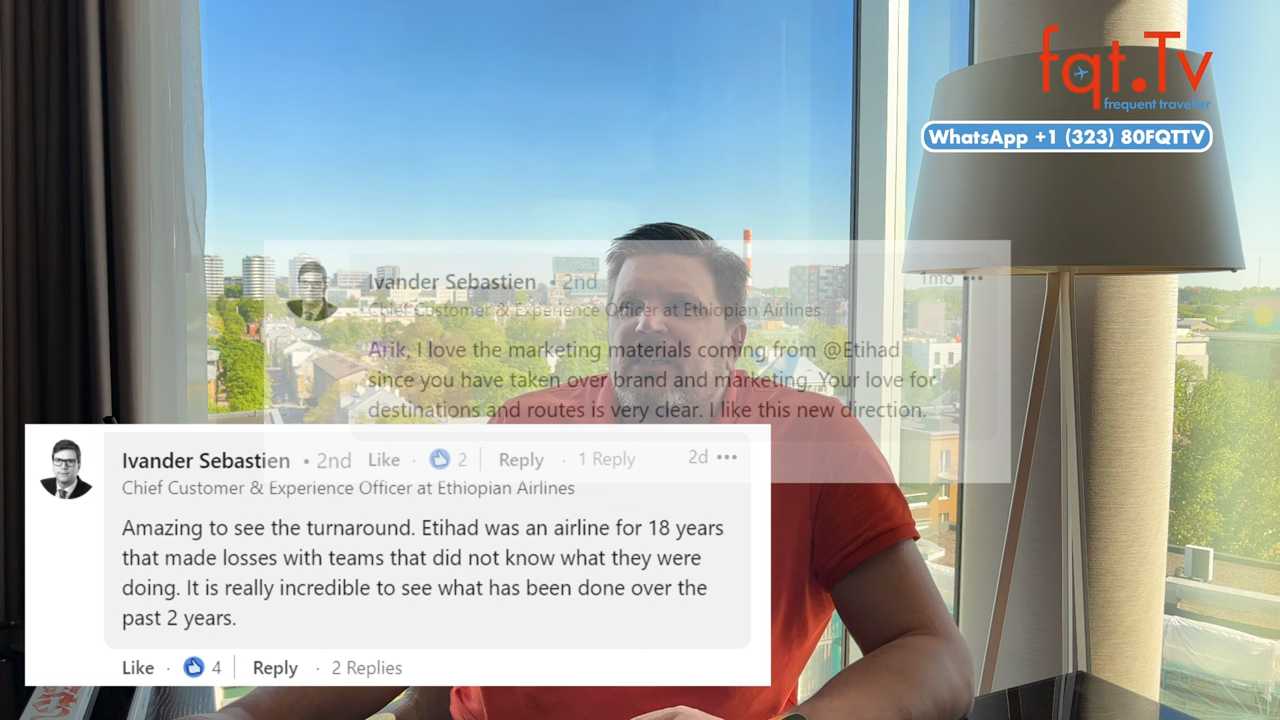 fqt.Tv
frequent traveller
WhatsApp +1 (323) 80FQTTV
Ivander Sebastien • 2nd
1mo •••
Chief Customer & Experience Officer at Ethiopian Airlines
Arik, I love the marketing materials coming from @Etihad
since you have taken over brand and marketing. Your love for
destinations and routes is very clear. I like this new direction.
Like · 2 | Reply · 1 Reply
Ivander Sebastien • 2nd
2d •••
Chief Customer & Experience Officer at Ethiopian Airlines
Amazing to see the turnaround. Etihad was an airline for 18 years
that made losses with teams that did not know what they were
doing. It is really incredible to see what has been done over the
past 2 years.
Like · 4 | Reply · 2 Replies